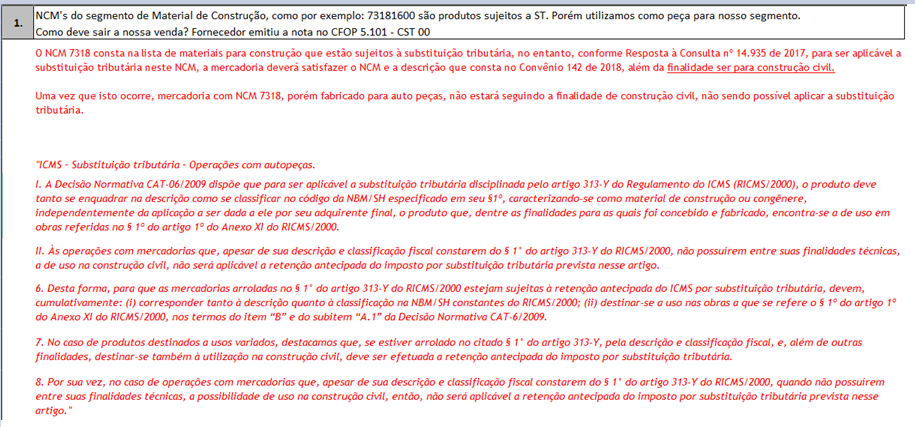 1.
NCM's do segmento de Material de Construção, como por exemplo: 73181600 são produtos sujeitos a ST. Porém utilizamos como peça para nosso segmento.
Como deve sair a nossa venda? Fornecedor emitiu a nota no CFOP 5.101 - CST 00
O NCM 7318 consta na lista de materiais para construção que estão sujeitos à substituição tributária, no entanto, conforme Resposta à Consulta nº 14.935 de 2017, para ser aplicável a
substituição tributária neste NCM, a mercadoria deverá satisfazer o NCM e a descrição que consta no Convênio 142 de 2018, além da finalidade ser para construção civil.
Uma vez que isto ocorre, mercadoria com NCM 7318, porém fabricado para auto peças, não estará seguindo a finalidade de construção civil, não sendo possível aplicar a substituição
tributária.
"ICMS - Substituição tributária - Operações com autopeças.
I. A Decisão Normativa CAT-06/2009 dispõe que para ser aplicável a substituição tributária disciplinada pelo artigo 313-Y do Regulamento do ICMS (RICMS/2000), o produto deve
tanto se enquadrar na descrição como se classificar no código da NBM/SH especificado em seu §1º, caracterizando-se como material de construção ou congênere,
independentemente da aplicação a ser dada a ele por seu adquirente final, o produto que, dentre as finalidades para as quais foi concebido e fabricado, encontra-se a de uso em
obras referidas no § 1º do artigo 1º do Anexo XI do RICMS/2000.
II. Às operações com mercadorias que, apesar de sua descrição e classificação fiscal constarem do § 1° do artigo 313-Y do RICMS/2000, não possuírem entre suas finalidades técnicas,
a de uso na construção civil, não será aplicável a retenção antecipada do imposto por substituição tributária prevista nesse artigo.
6. Desta forma, para que as mercadorias arroladas no § 1° do artigo 313-Y do RICMS/2000 estejam sujeitas à retenção antecipada do ICMS por substituição tributária, devem,
cumulativamente: (i) corresponder tanto à descrição quanto à classificação na NBM/SH constantes do RICMS/2000; (ii) destinar-se a uso nas obras a que se refere o § 1º do artigo 1º
do Anexo XI do RICMS/2000, nos termos do item “B” e do subitem “A.1” da Decisão Normativa CAT-6/2009.
7. No caso de produtos destinados a usos variados, destacamos que, se estiver arrolado no citado § 1° do artigo 313-Y, pela descrição e classificação fiscal, e, além de outras
finalidades, destinar-se também à utilização na construção civil, deve ser efetuada a retenção antecipada do imposto por substituição tributária.
8. Por sua vez, no caso de operações com mercadorias que, apesar de sua descrição e classificação fiscal constarem do § 1° do artigo 313-Y do RICMS/2000, quando não possuírem
entre suas finalidades técnicas, a possibilidade de uso na construção civil, então, não será aplicável a retenção antecipada do imposto por substituição tributária prevista nesse
artigo."